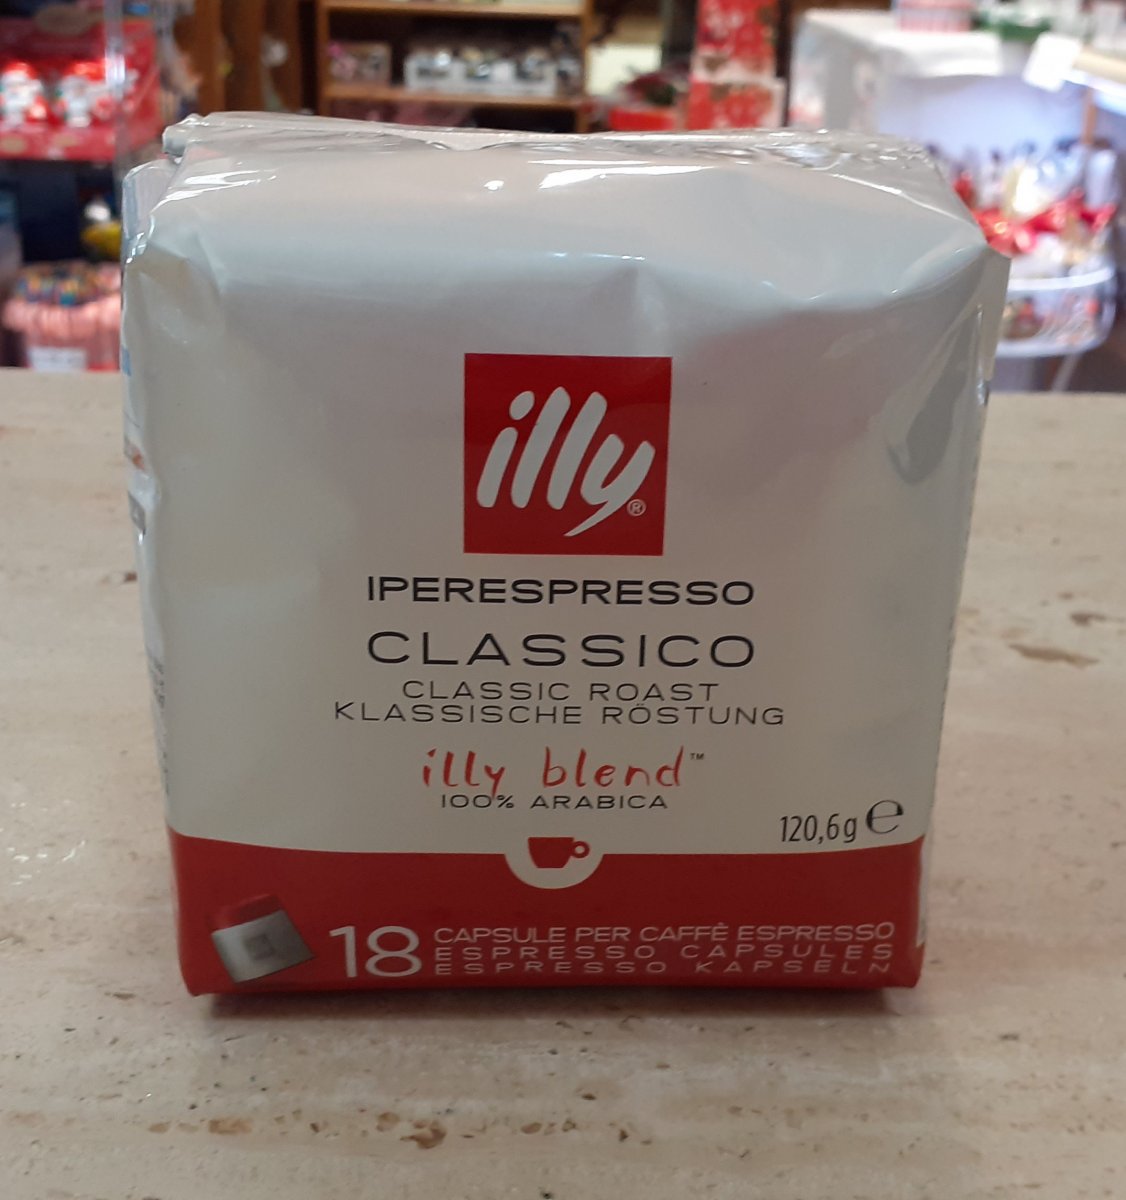 illy®
IPERESPRESSO
CLASSICO
CLASSIC ROAST
KLASSISCHE RÖSTUNG
illy blend™
100% ARABICA
120,6g e
18 CAPSULE PER CAFFÈ ESPRESSO
ESPRESSO CAPSULES
ESPRESSO KAPSELN